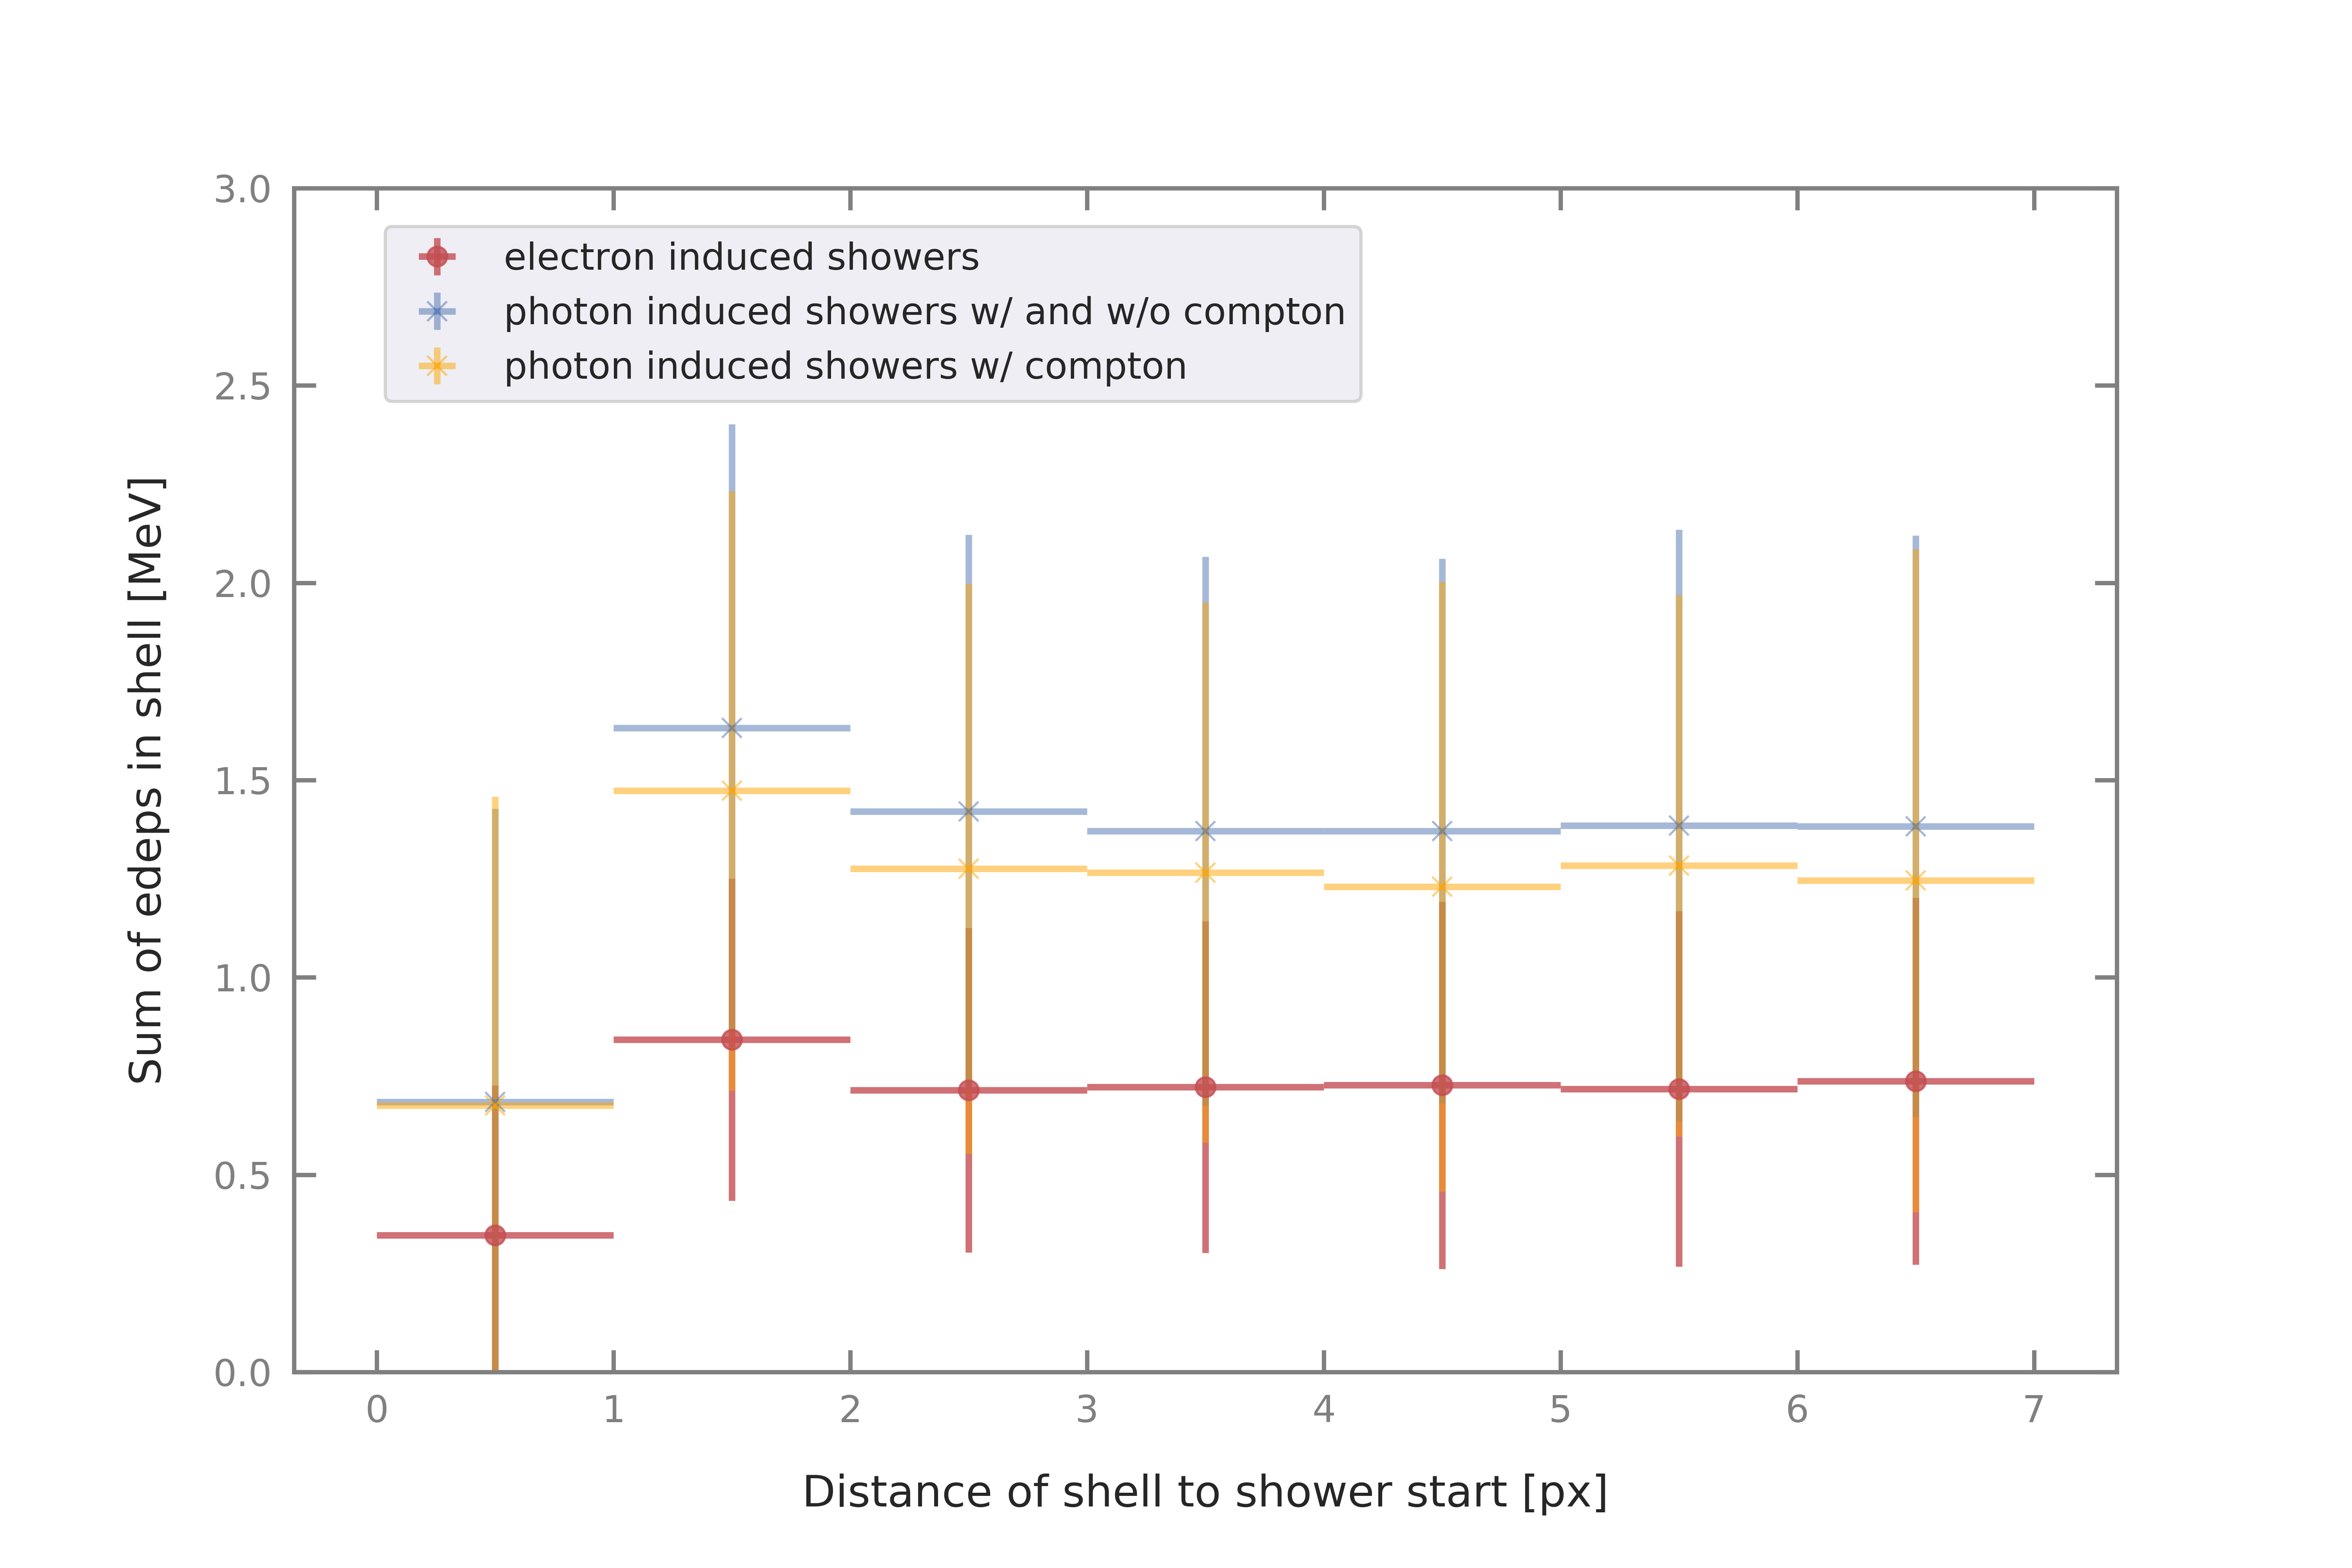 3.0
2.5
2.0
1.5
1.0
0.5
0.0
Sum of edeps in shell [MeV]
electron induced showers
photon induced showers w/ and w/o compton
photon induced showers w/ compton
0 1 2 3 4 5 6 7
Distance of shell to shower start [px]